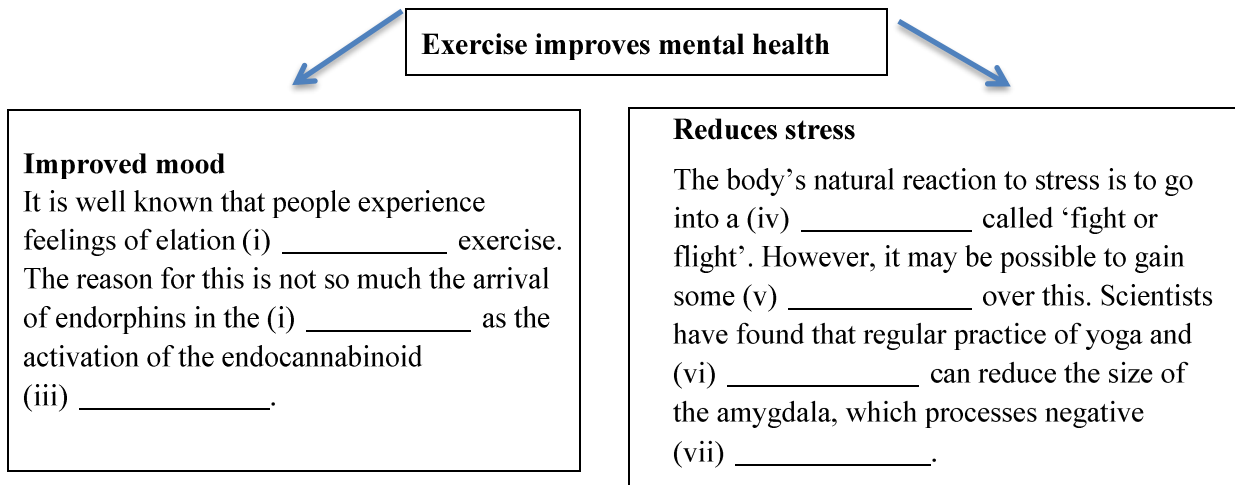 Exercise improves mental health
Improved mood
It is well known that people experience
feelings of elation (i) ___________ exercise.
The reason for this is not so much the arrival
of endorphins in the (i) ___________ as the
activation of the endocannabinoid
(iii) _____________.
Reduces stress
The body’s natural reaction to stress is to go
into a (iv) ___________ called ‘fight or
flight’. However, it may be possible to gain
some (v) ____________ over this. Scientists
have found that regular practice of yoga and
(vi) _____________ can reduce the size of
the amygdala, which processes negative
(vii) _____________.